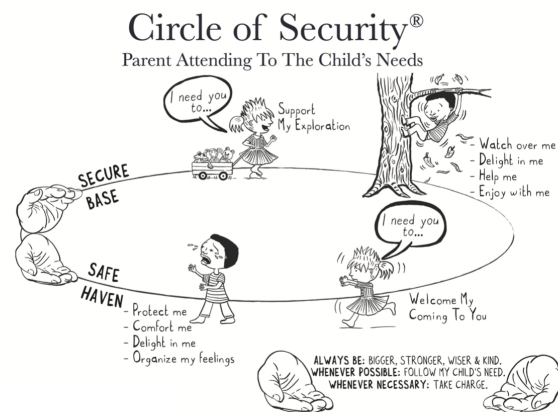 Circle of Security®
Parent Attending To The Child's Needs
I need you
to...
Support
My Exploration
- Watch over me
- Delight in me
- Help me
- Enjoy with me
SECURE
BASE
I need you
to...
SAFE
HAVEN
- Protect me
- Comfort me
- Delight in me
- Organize my feelings
Welcome My
Coming To You
ALWAYS BE: BIGGER, STRONGER, WISER & KIND.
WHENEVER POSSIBLE: FOLLOW MY CHILD'S NEED.
WHENEVER NECESSARY: TAKE CHARGE.